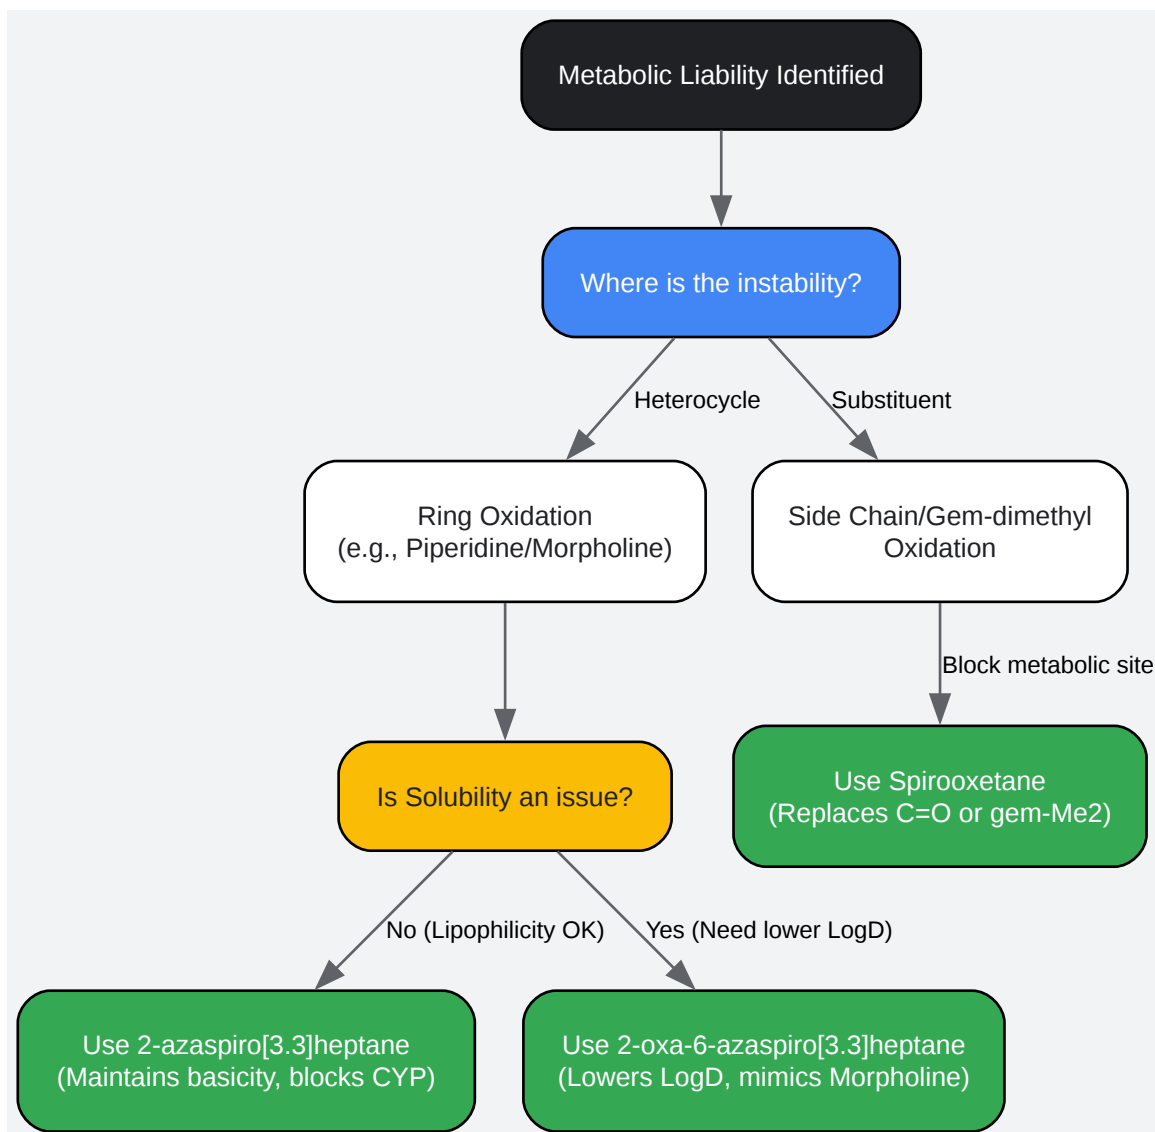 Metabolic Liability Identified
Where is the instability?
Heterocycle
Substituent
Ring Oxidation
(e.g., Piperidine/Morpholine)
Side Chain/Gem-dimethyl
Oxidation
Block metabolic site
Is Solubility an issue?
Use Spirooxetane
(Replaces C=O or gem-Me2)
No (Lipophilicity OK)
Yes (Need lower LogD)
Use 2-azaspiro[3.3]heptane
(Maintains basicity, blocks CYP)
Use 2-oxa-6-azaspiro[3.3]heptane
(Lowers LogD, mimics Morpholine)